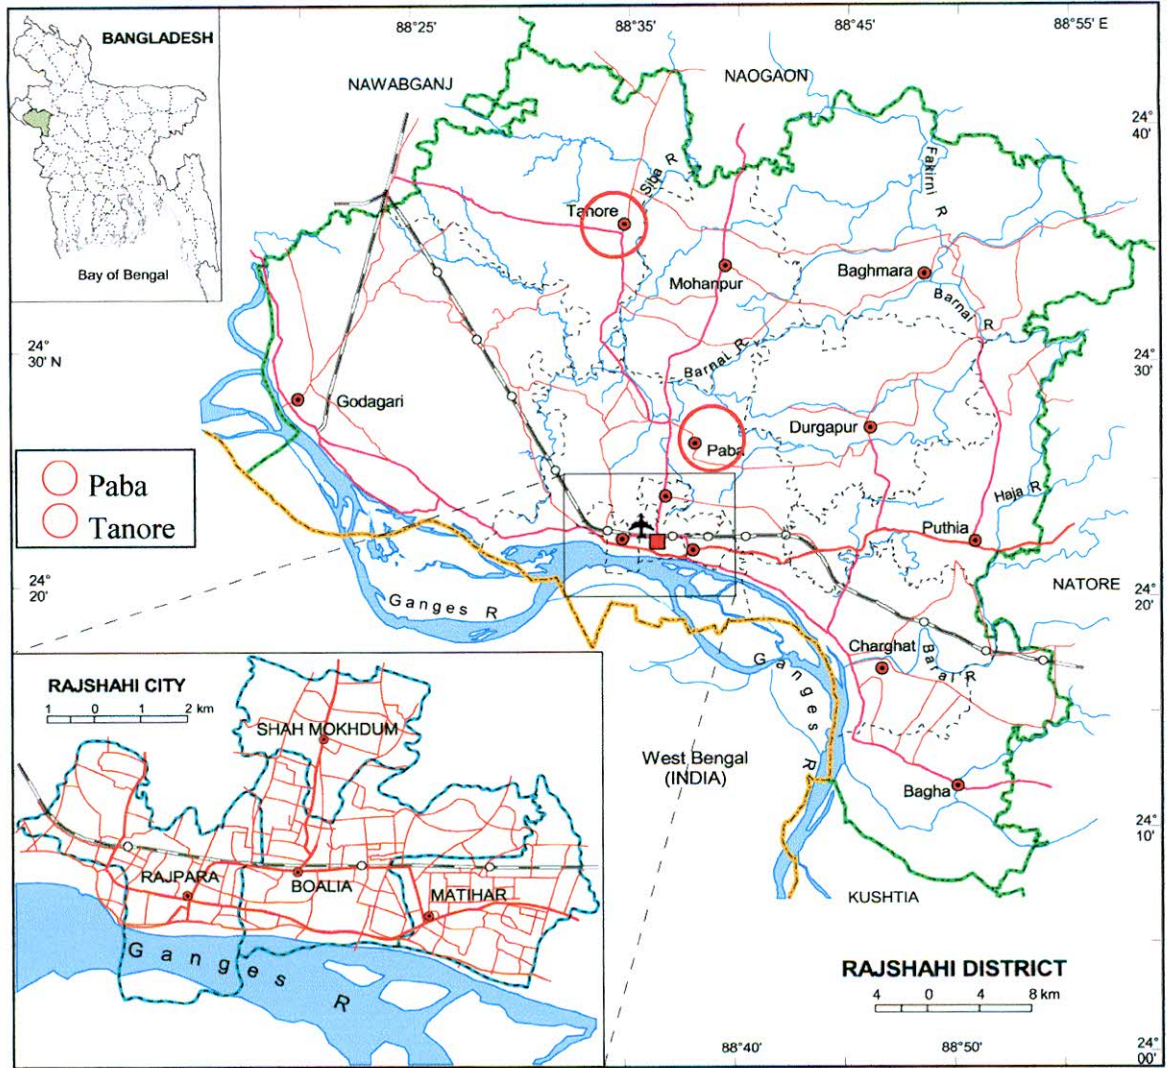 BANGLADESH
Bay of Bengal
88°25'
88°35'
88°45'
88°55' E
NAWABGANJ
NAOGAON
24°
40'
Siba R
Fakirni R
Tanore
Mohanpur
Baghmara
Barnai R
24°
30' N
24°
30'
Barnai R
Godagari
Durgapur
Paba
Paba
Tanore
Haja R
Puthia
24°
20'
NATORE
24°
20'
Ganges R
Charghat
Baral R
Ganges R
RAJSHAHI CITY
1 0 1 2 km
SHAH MOKHDUM
West Bengal
(INDIA)
Bagha
24°
10'
RAJPARA
BOALIA
MATIHAR
KUSHTIA
Ganges R
RAJSHAHI DISTRICT
4 0 4 8 km
88°40'
88°50'
24°
00'